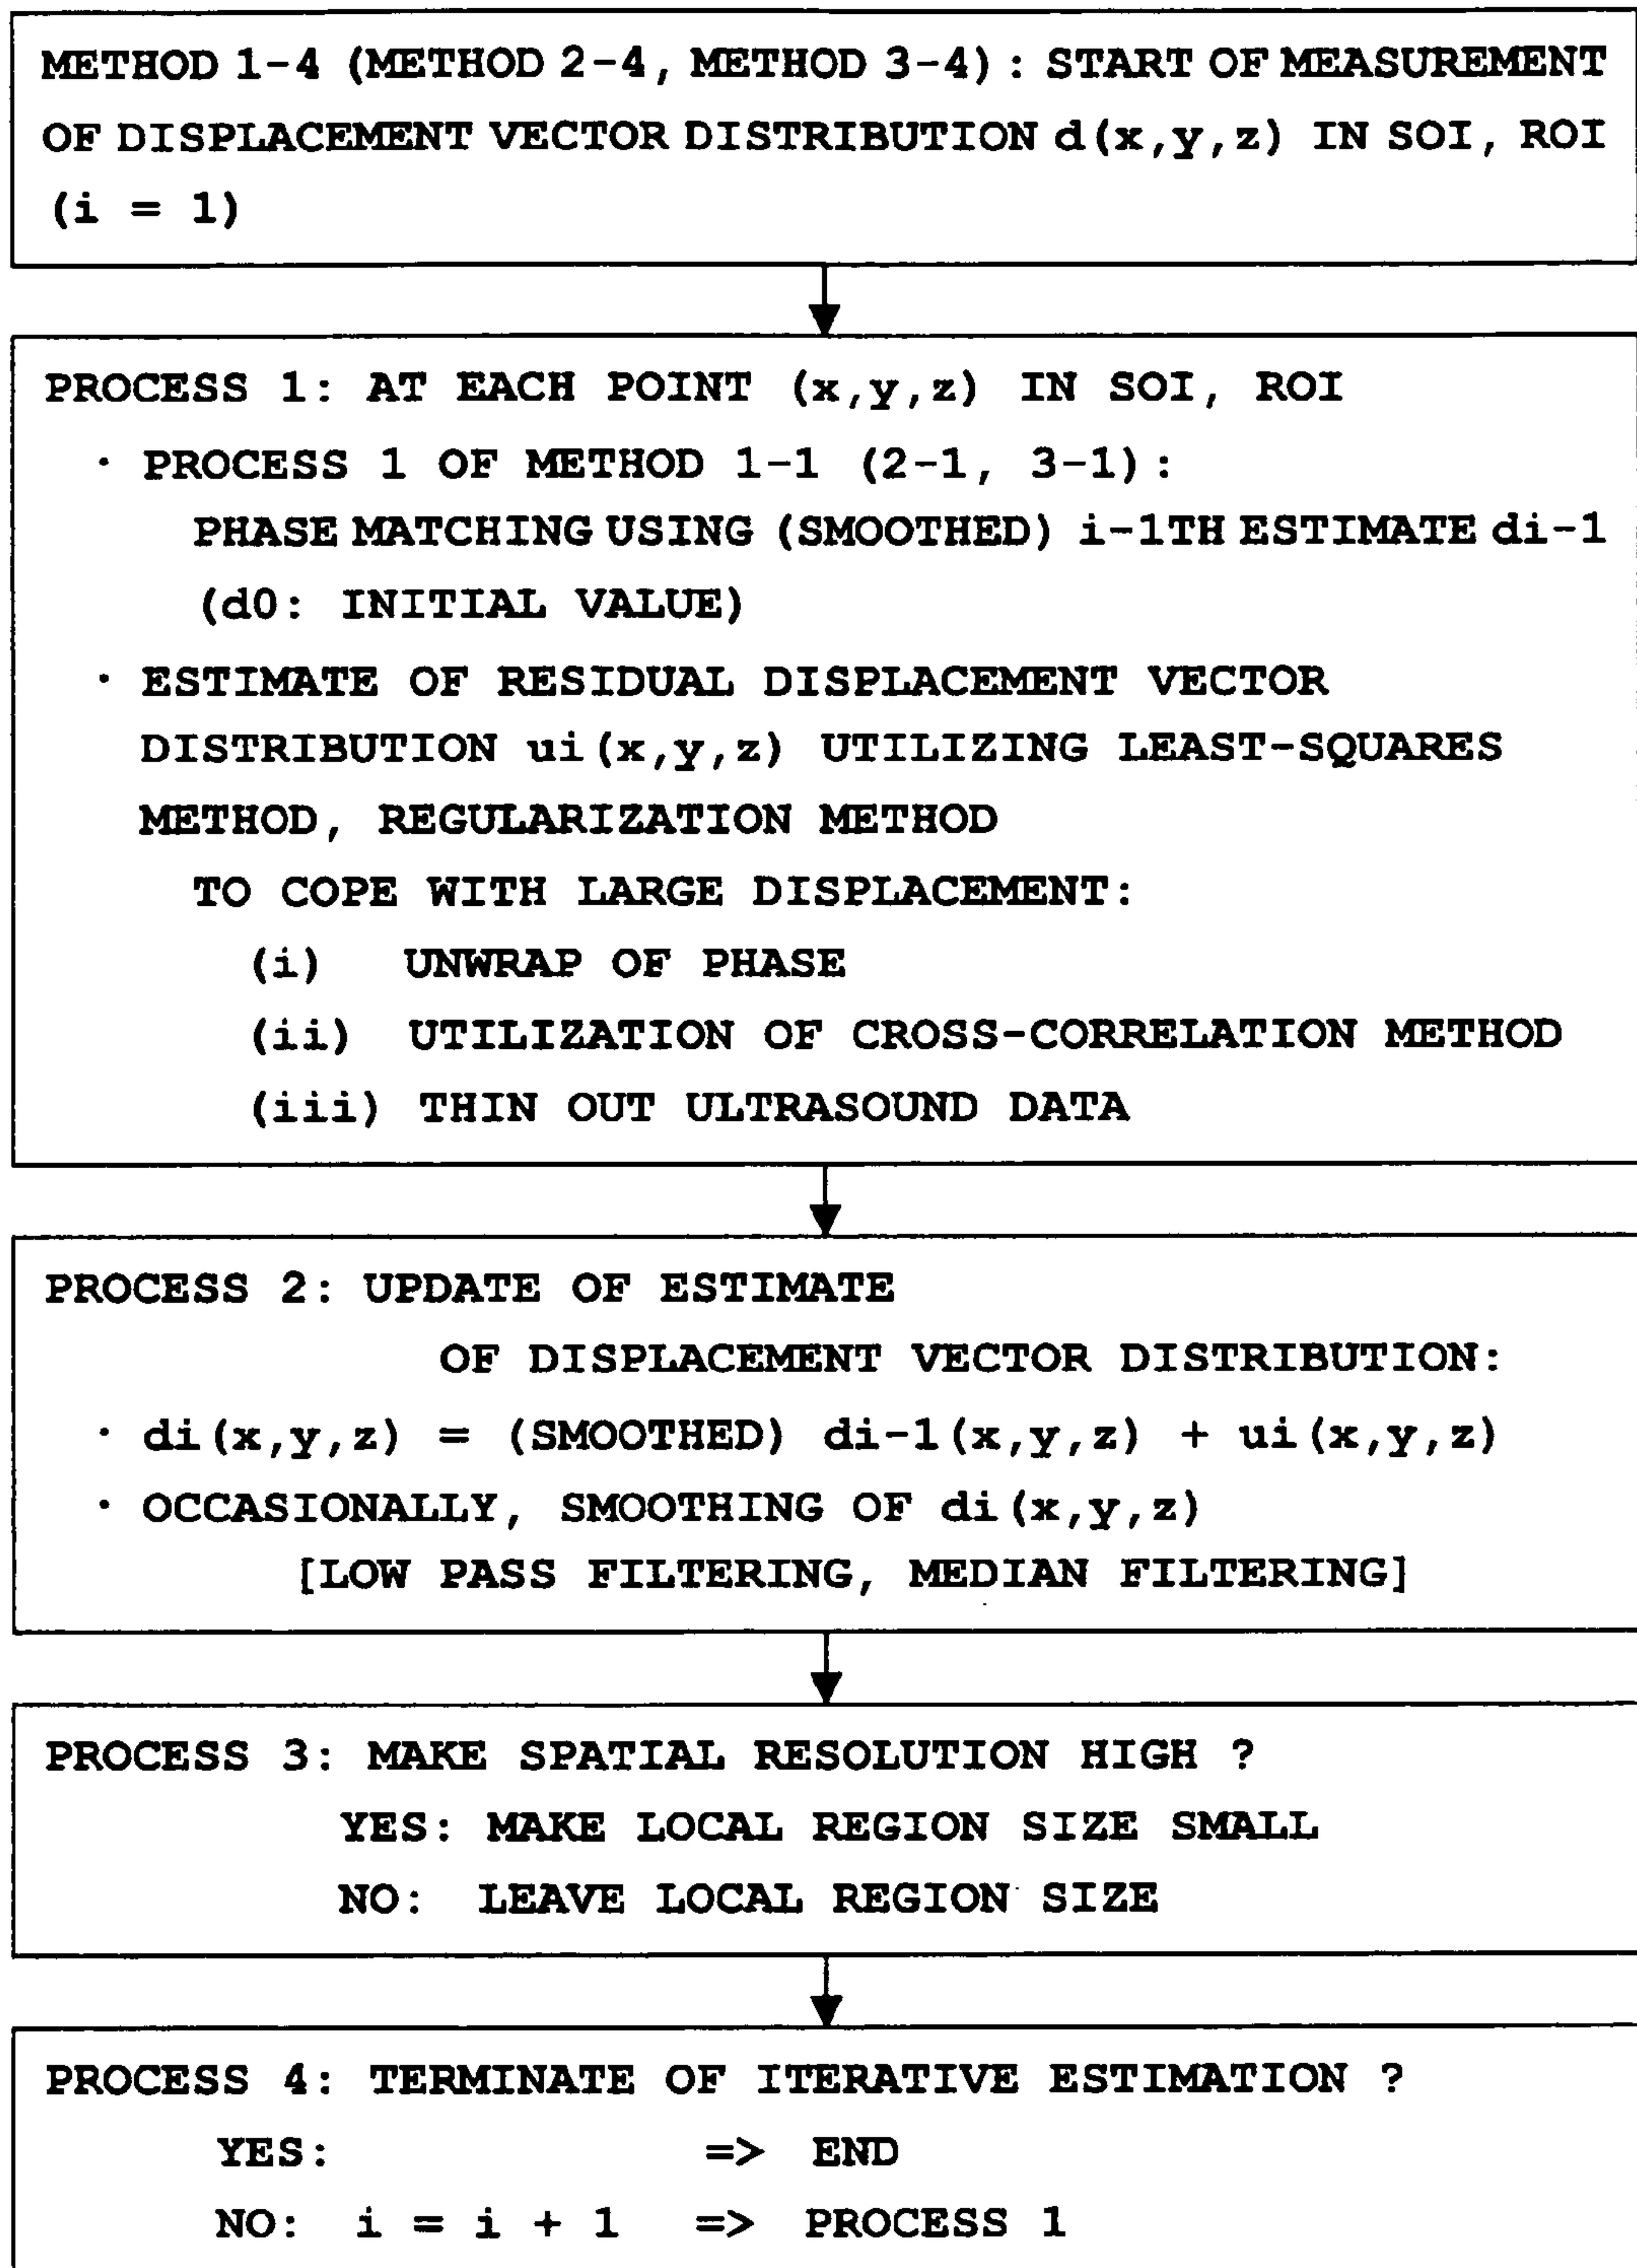 METHOD 1-4 (METHOD 2-4, METHOD 3-4): START OF MEASUREMENT
OF DISPLACEMENT VECTOR DISTRIBUTION d(x,y,z) IN SOI, ROI
(i = 1)
PROCESS 1: AT EACH POINT (x,y,z) IN SOI, ROI
· PROCESS 1 OF METHOD 1-1 (2-1, 3-1):
PHASE MATCHING USING (SMOOTHED) i-1TH ESTIMATE di-1
(d0: INITIAL VALUE)
· ESTIMATE OF RESIDUAL DISPLACEMENT VECTOR
DISTRIBUTION ui(x,y,z) UTILIZING LEAST-SQUARES
METHOD, REGULARIZATION METHOD
TO COPE WITH LARGE DISPLACEMENT:
(i) UNWRAP OF PHASE
(ii) UTILIZATION OF CROSS-CORRELATION METHOD
(iii) THIN OUT ULTRASOUND DATA
PROCESS 2: UPDATE OF ESTIMATE
OF DISPLACEMENT VECTOR DISTRIBUTION:
· di(x,y,z) = (SMOOTHED) di-1(x,y,z) + ui(x,y,z)
· OCCASIONALLY, SMOOTHING OF di(x,y,z)
[LOW PASS FILTERING, MEDIAN FILTERING]
PROCESS 3: MAKE SPATIAL RESOLUTION HIGH ?
YES: MAKE LOCAL REGION SIZE SMALL
NO: LEAVE LOCAL REGION SIZE
PROCESS 4: TERMINATE OF ITERATIVE ESTIMATION ?
YES: => END
NO: i = i + 1 => PROCESS 1